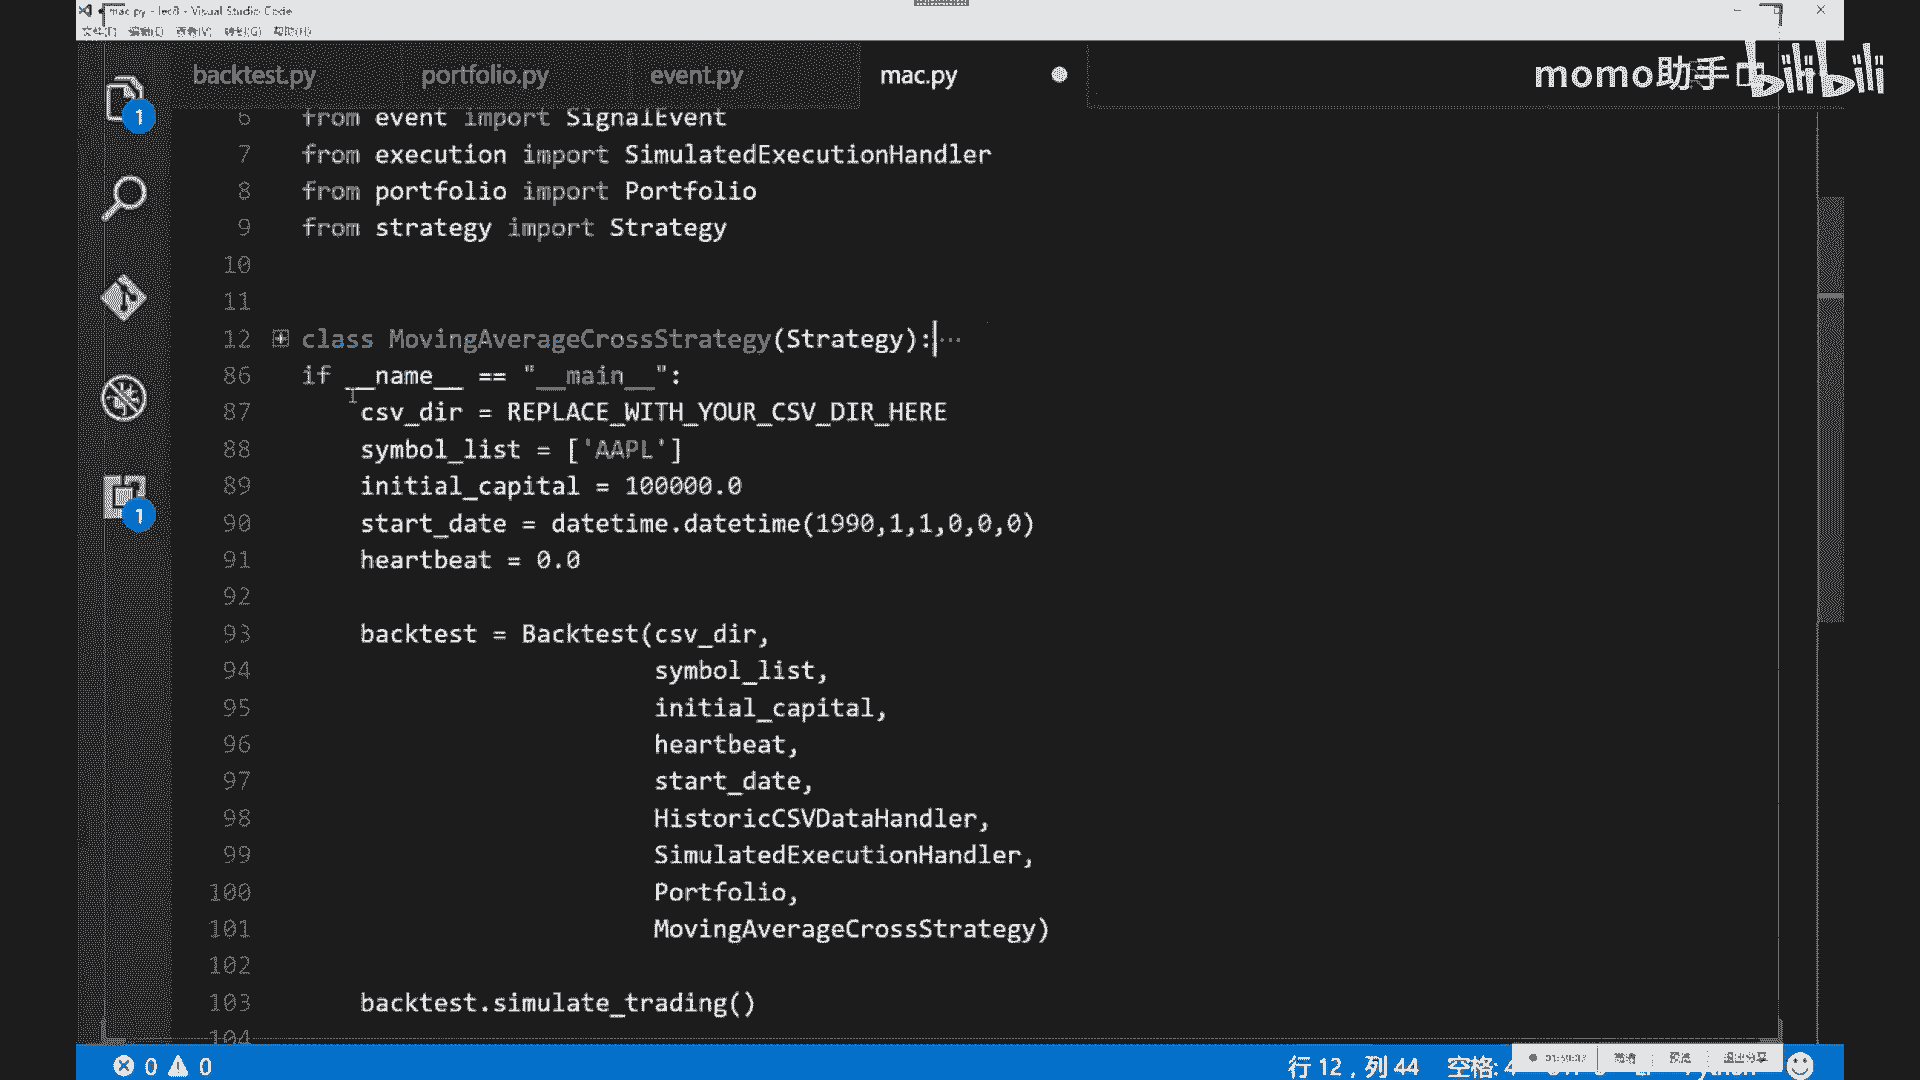 mac.py - lec8 - Visual Studio Code
文件(F) 编辑(E) 查看(V) 转到(G) 帮助(H)
backtest.py portfolio.py event.py mac.py
momo助手 bilibili
1
6 from event import SignalEvent
7 from execution import SimulatedExecutionHandler
8 from portfolio import Portfolio
9 from strategy import Strategy
10
11
12 class MovingAverageCrossStrategy(Strategy):...
86 if __name__ == "__main__":
87 csv_dir = REPLACE_WITH_YOUR_CSV_DIR_HERE
88 symbol_list = ['AAPL']
89 initial_capital = 100000.0
90 start_date = datetime.datetime(1990,1,1,0,0,0)
1
91 heartbeat = 0.0
92
93 backtest = Backtest(csv_dir,
94 symbol_list,
95 initial_capital,
96 heartbeat,
97 start_date,
98 HistoricCSVDataHandler,
99 SimulatedExecutionHandler,
100 Portfolio,
101 MovingAverageCrossStrategy)
102
103 backtest.simulate_trading()
104
0 0 行 12，列 44 空格: 4
退出分享